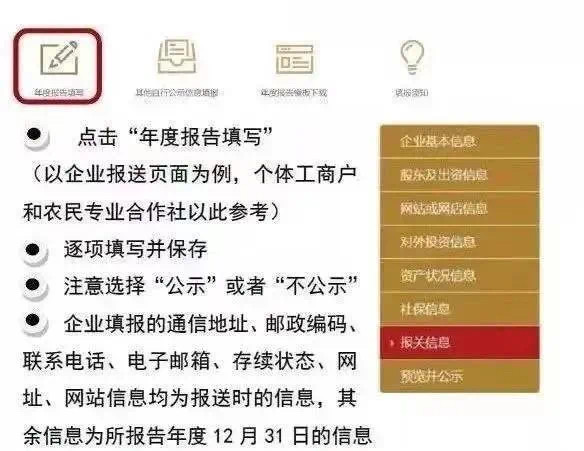 年度报告填写
其他自行公示信息填报
年度报告模板下载
填报须知
点击“年度报告填写”
（以企业报送页面为例，个体工商户
和农民专业合作社以此参考）
逐项填写并保存
注意选择“公示”或者“不公示”
企业填报的通信地址、邮政编码、
联系电话、电子邮箱、存续状态、网
址、网站信息均为报送时的信息，其
余信息为所报告年度 12 月 31 日的信息
企业基本信息
股东及出资信息
网站或网店信息
对外投资信息
资产状况信息
社保信息
报关信息
预览并公示